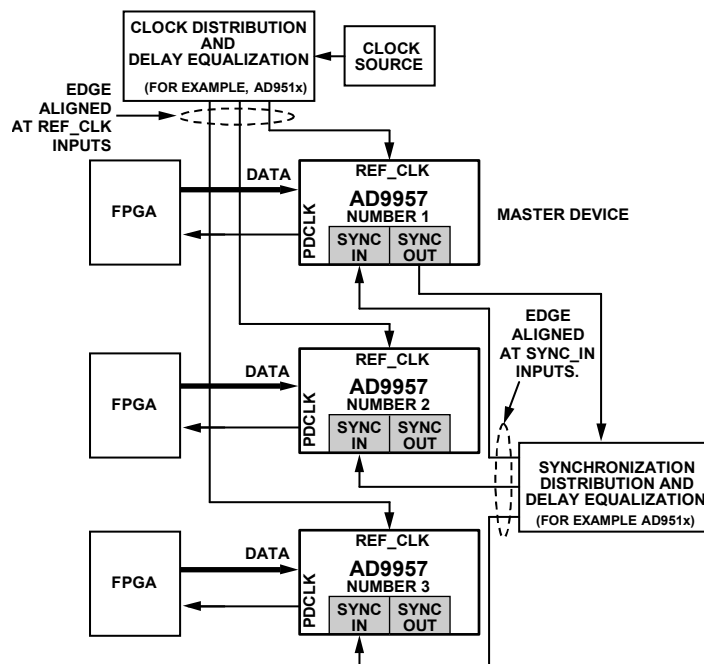 CLOCK DISTRIBUTION
AND
DELAY EQUALIZATION
(FOR EXAMPLE, AD951x)
CLOCK
SOURCE
EDGE
ALIGNED
AT REF_CLK
INPUTS
FPGA
DATA
PDCLK
REF_CLK
AD9957
NUMBER 1
SYNC
IN
SYNC
OUT
MASTER DEVICE
FPGA
DATA
PDCLK
REF_CLK
AD9957
NUMBER 2
SYNC
IN
SYNC
OUT
EDGE
ALIGNED
AT SYNC_IN
INPUTS.
SYNCHRONIZATION
DISTRIBUTION AND
DELAY EQUALIZATION
(FOR EXAMPLE AD951x)
FPGA
DATA
PDCLK
REF_CLK
AD9957
NUMBER 3
SYNC
IN
SYNC
OUT